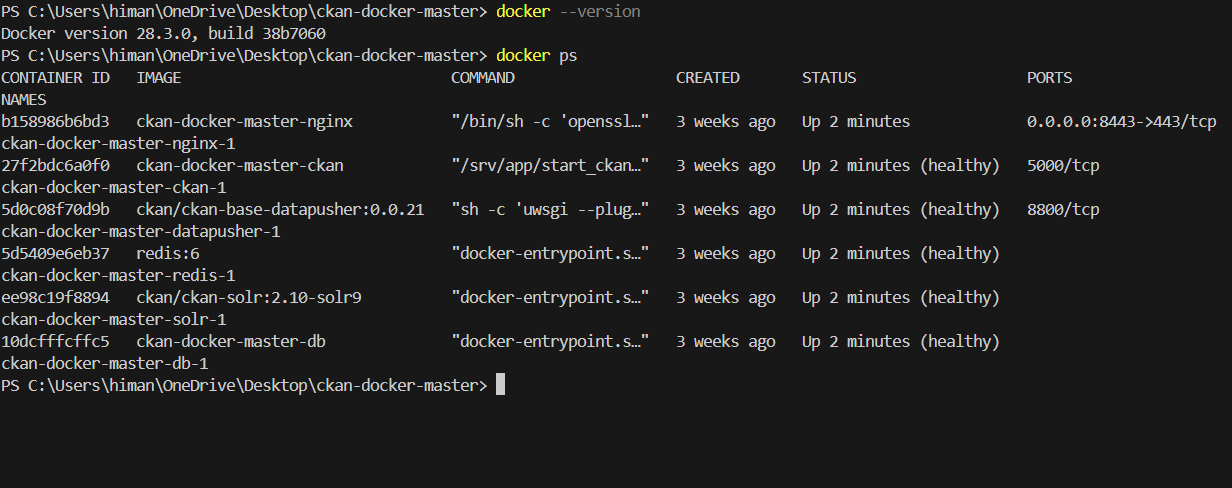 PS C:\Users\himan\OneDrive\Desktop\ckan-docker-master> docker --version
Docker version 28.3.0, build 38b7060
PS C:\Users\himan\OneDrive\Desktop\ckan-docker-master> docker ps
CONTAINER ID   IMAGE                             COMMAND                  CREATED       STATUS                   PORTS
NAMES
b158986b6bd3   ckan-docker-master-nginx          "/bin/sh -c 'openssl…"   3 weeks ago   Up 2 minutes             0.0.0.0:8443->443/tcp
ckan-docker-master-nginx-1
27f2bdc6a0f0   ckan-docker-master-ckan           "/srv/app/start_ckan…"   3 weeks ago   Up 2 minutes (healthy)   5000/tcp
ckan-docker-master-ckan-1
5d0c08f70d9b   ckan/ckan-base-datapusher:0.0.21   "sh -c 'uwsgi --plug…"   3 weeks ago   Up 2 minutes (healthy)   8800/tcp
ckan-docker-master-datapusher-1
5d5409e6eb37   redis:6                           "docker-entrypoint.s…"   3 weeks ago   Up 2 minutes (healthy)
ckan-docker-master-redis-1
ee98c19f8894   ckan/ckan-solr:2.10-solr9         "docker-entrypoint.s…"   3 weeks ago   Up 2 minutes (healthy)
ckan-docker-master-solr-1
10dcfffcffc5   ckan-docker-master-db             "docker-entrypoint.s…"   3 weeks ago   Up 2 minutes (healthy)
ckan-docker-master-db-1
PS C:\Users\himan\OneDrive\Desktop\ckan-docker-master>